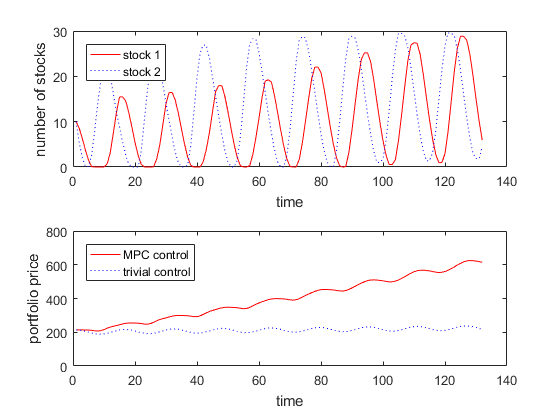 30
20
10
0
number of stocks
stock 1
stock 2
0 20 40 60 80 100 120 140
time
800
600
400
200
0
portfolio price
MPC control
trivial control
0 20 40 60 80 100 120 140
time